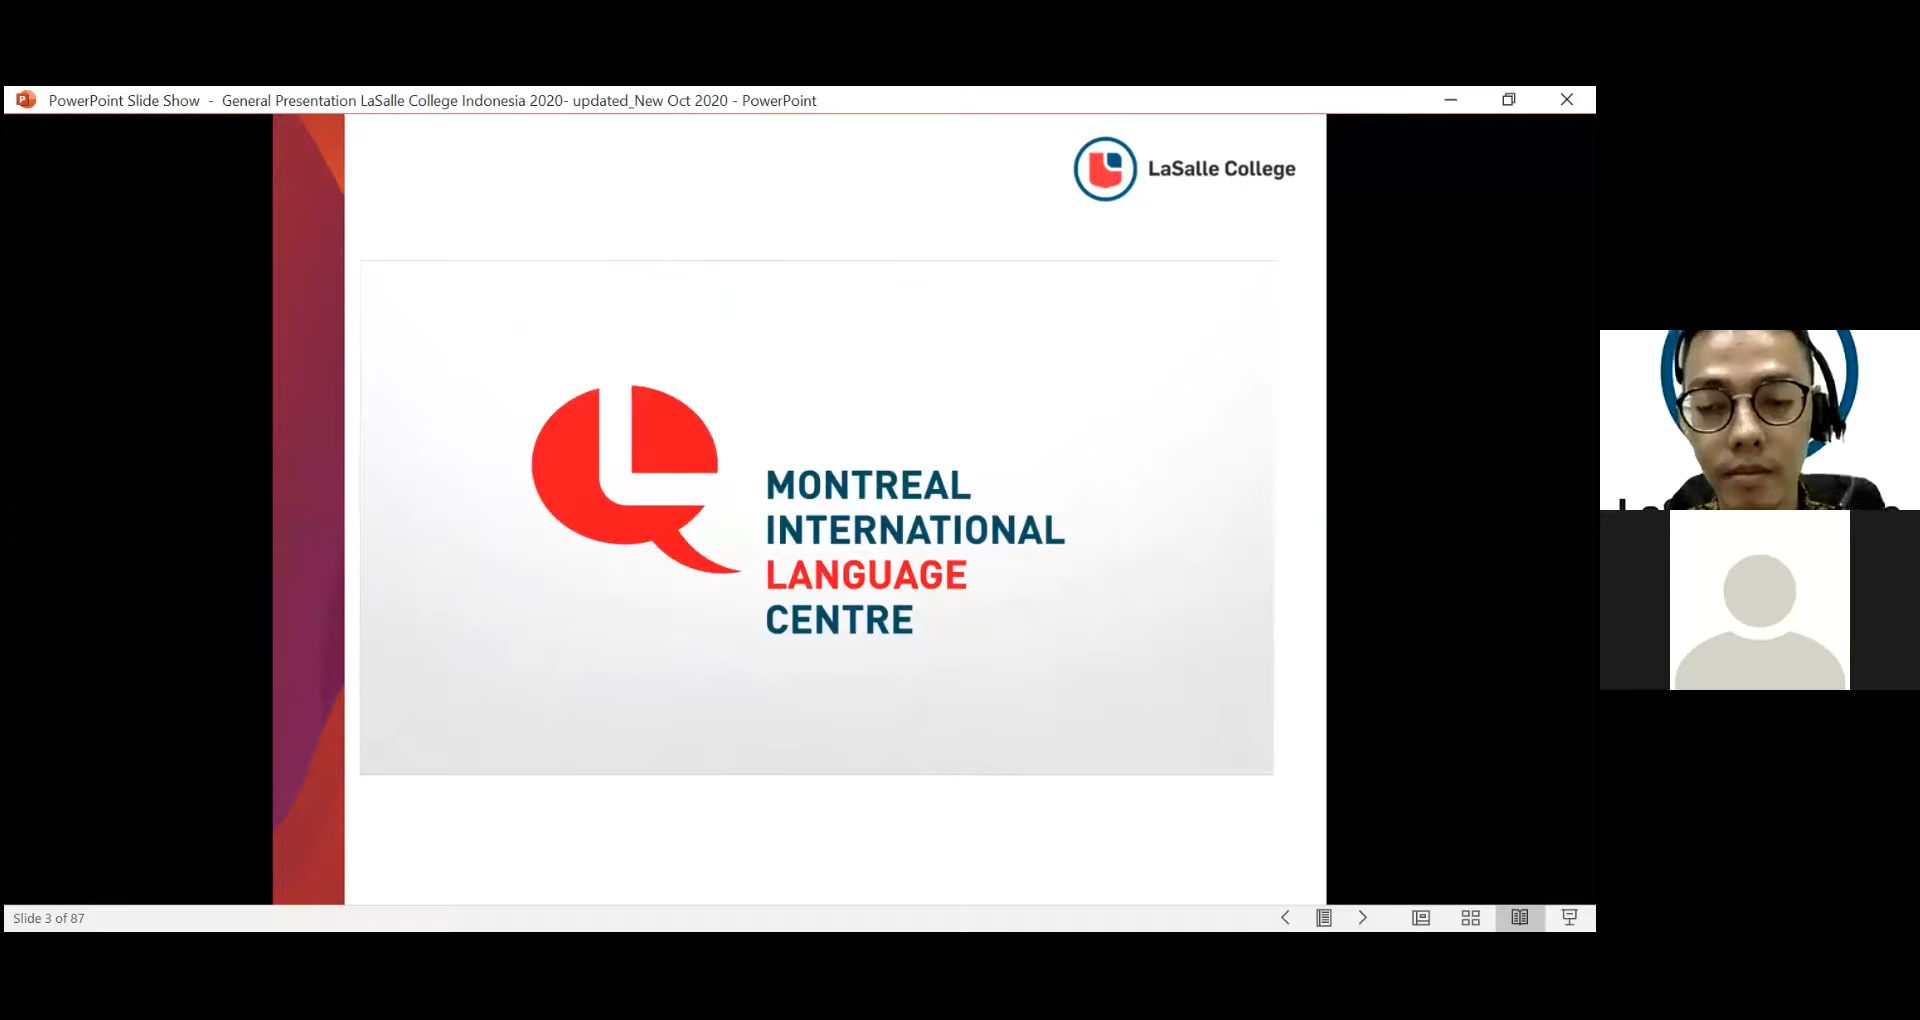 PowerPoint Slide Show - General Presentation LaSalle College Indonesia 2020- updated_New Oct 2020 - PowerPoint
LaSalle College
MONTREAL
INTERNATIONAL
LANGUAGE
CENTRE
Slide 3 of 87